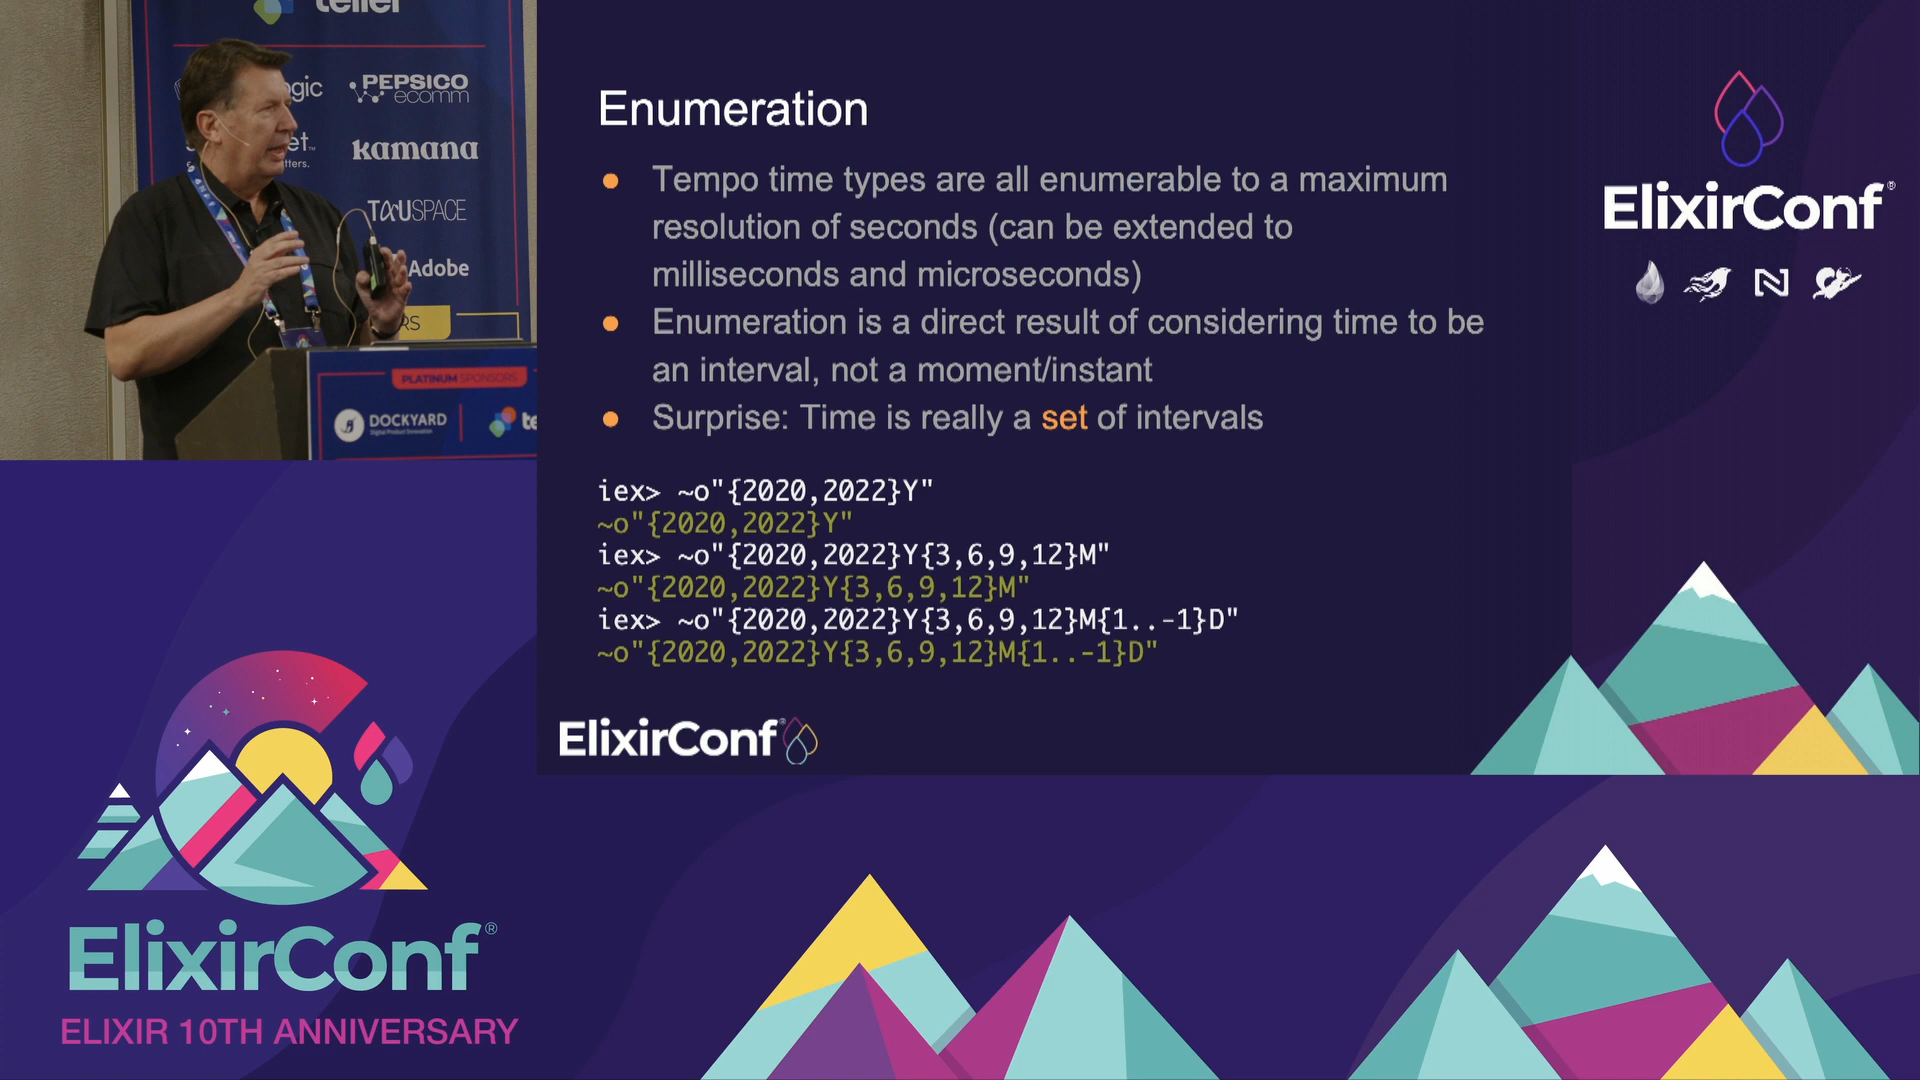 teller
PEPSICO
ecomm
kamana
TAUSPACE
Adobe
PLATINUM SPONSORS
DOCKYARD
Digital Product Innovation
Enumeration
Tempo time types are all enumerable to a maximum
resolution of seconds (can be extended to
milliseconds and microseconds)
Enumeration is a direct result of considering time to be
an interval, not a moment/instant
Surprise: Time is really a set of intervals
iex> ~o"{2020,2022}Y"
~o"{2020,2022}Y"
iex> ~o"{2020,2022}Y{3,6,9,12}M"
~o"{2020,2022}Y{3,6,9,12}M"
iex> ~o"{2020,2022}Y{3,6,9,12}M{1..-1}D"
~o"{2020,2022}Y{3,6,9,12}M{1..-1}D"
ElixirConf®
ElixirConf®
ElixirConf®
ELIXIR 10TH ANNIVERSARY